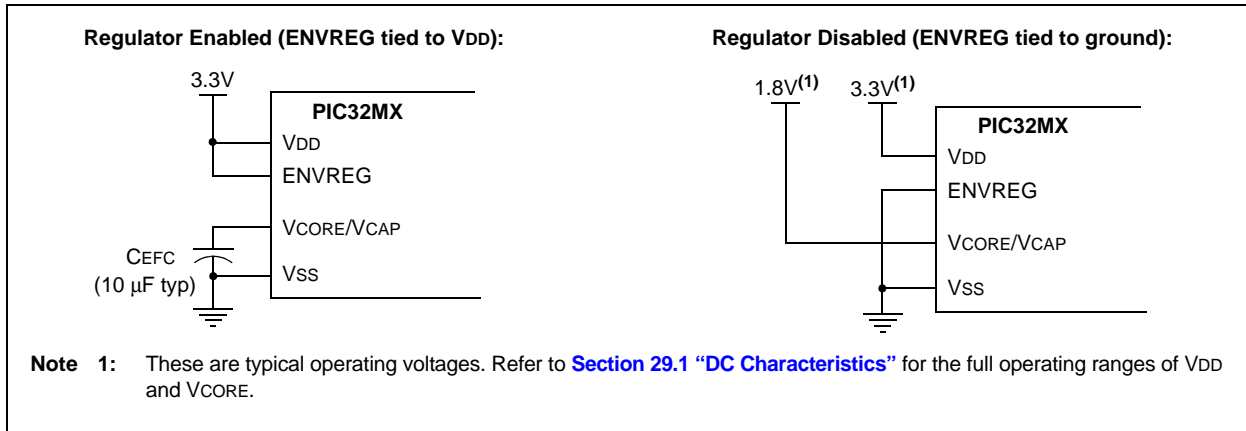 Regulator Enabled (ENVREG tied to VDD):
3.3V
PIC32MX
VDD
ENVREG
VCORE/VCAP
CEFC
(10 μF typ)
VSS
Regulator Disabled (ENVREG tied to ground):
1.8V(1) 3.3V(1)
PIC32MX
VDD
ENVREG
VCORE/VCAP
VSS
Note 1: These are typical operating voltages. Refer to Section 29.1 “DC Characteristics” for the full operating ranges of VDD
and VCORE.